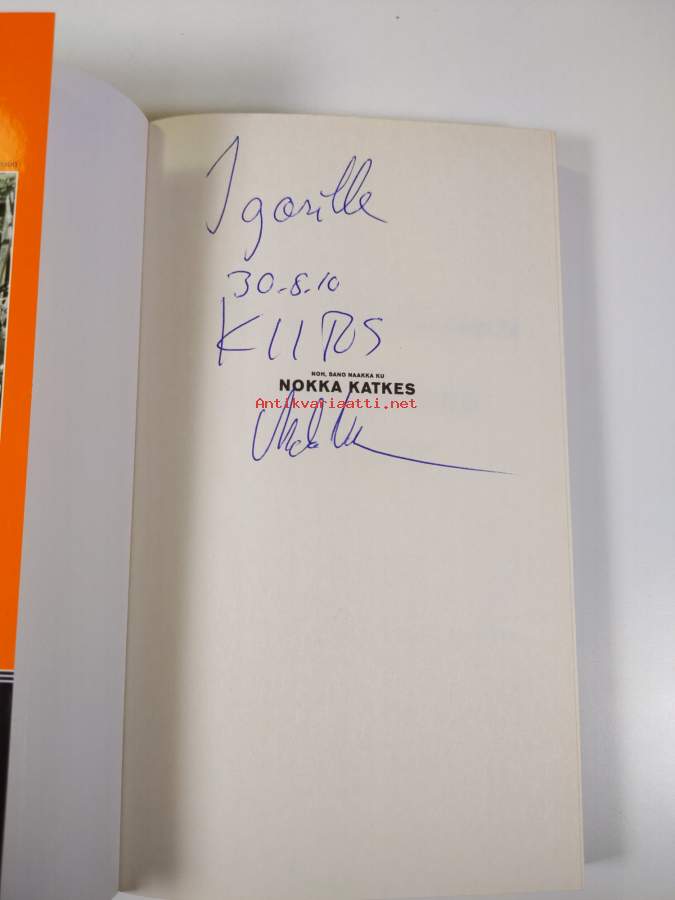 Igorille
30.8.10
KIITOS
NOH, SANO NAAKKA KU
NOKKA KATKES
Antikvariaatti.net